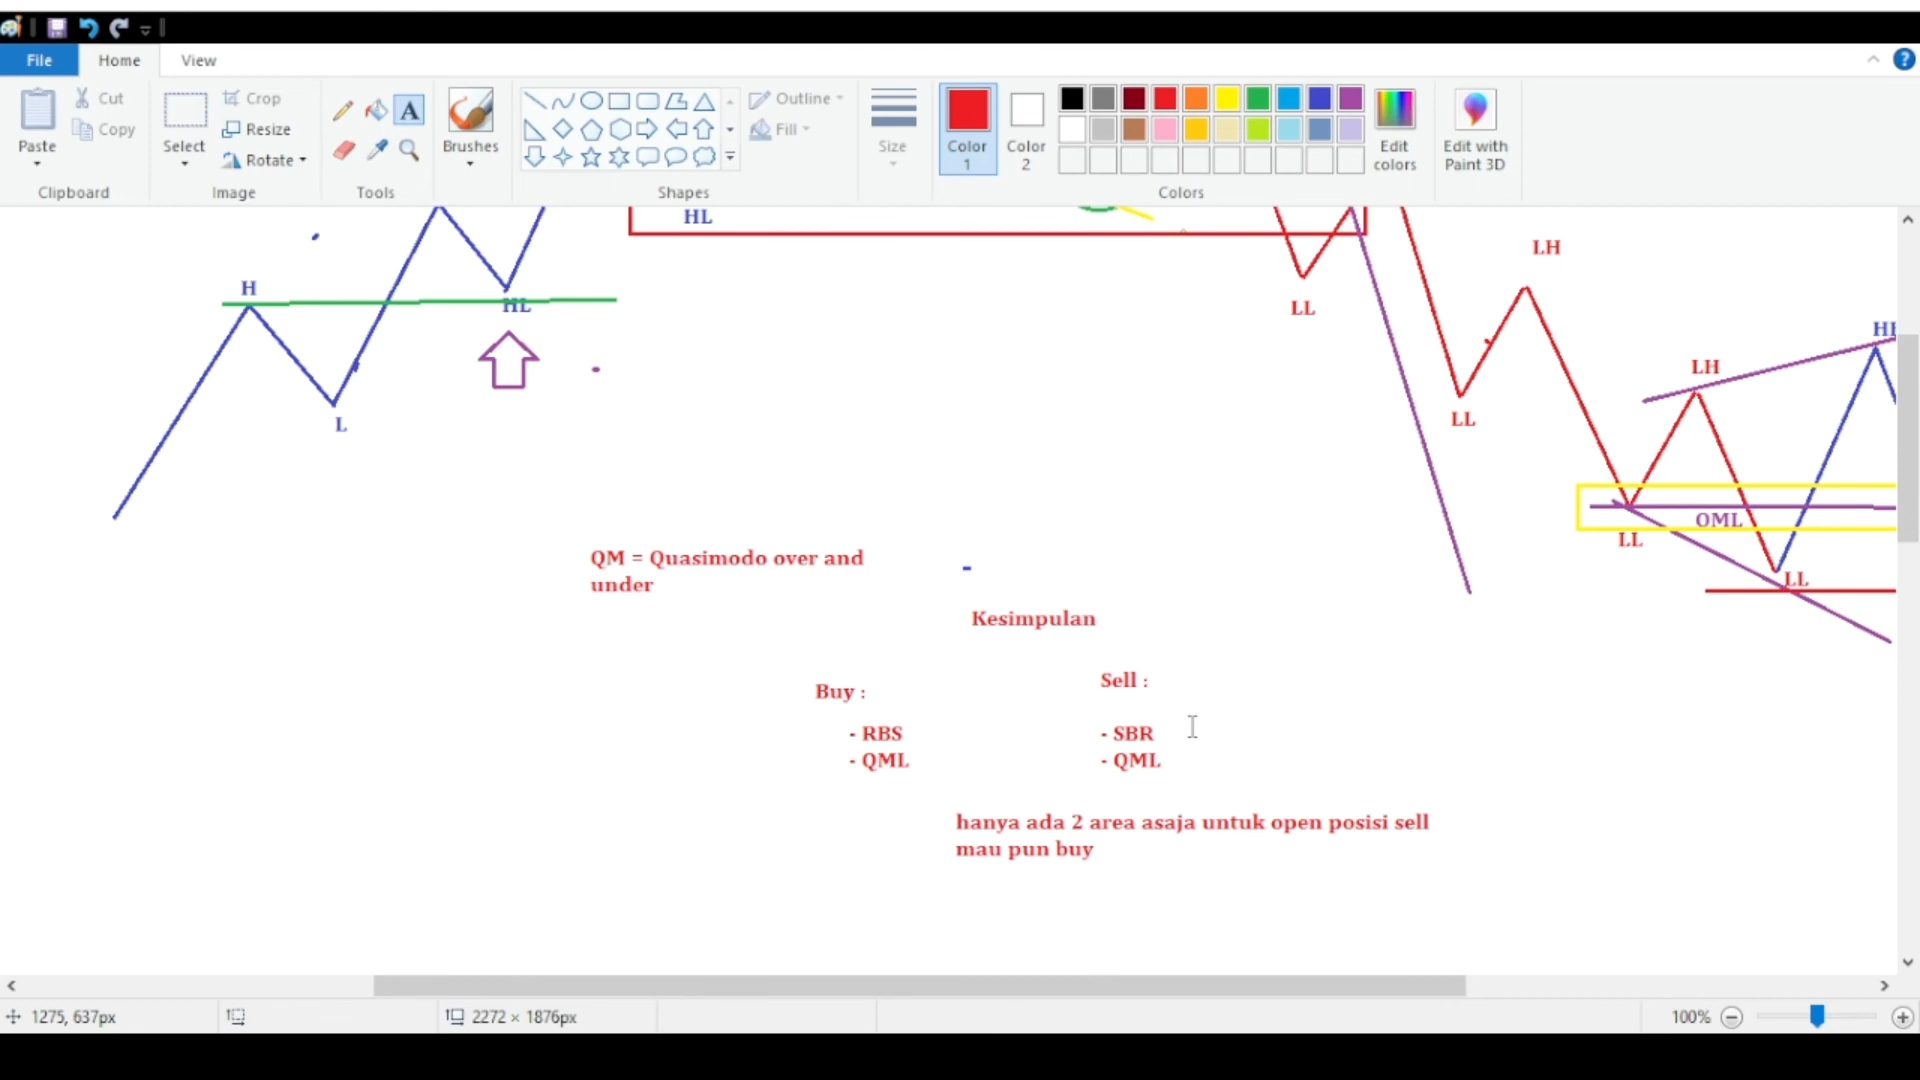 File
Home
View
Paste
Cut
Copy
Clipboard
Select
Crop
Resize
Rotate
Image
A
Tools
Brushes
Shapes
Outline
Fill
Size
Color
1
Color
2
Colors
Edit
colors
Edit with
Paint 3D
?
HL
H
HL
L
LL
LH
LL
LH
LL
QML
LL
QM = Quasimodo over and
under
Kesimpulan
Buy :
- RBS
- QML
Sell :
- SBR
- QML
hanya ada 2 area asaja untuk open posisi sell
mau pun buy
1275, 637px
2272 × 1876px
100%